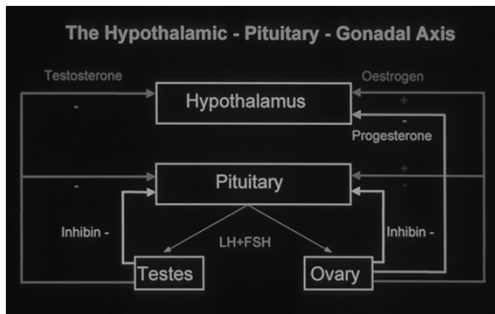 The Hypothalamic - Pituitary - Gonadal Axis
Testosterone
Oestrogen
-
Hypothalamus
+
-
Progesterone
-
Pituitary
+
-
Inhibin -
LH+FSH
Inhibin -
Testes
Ovary